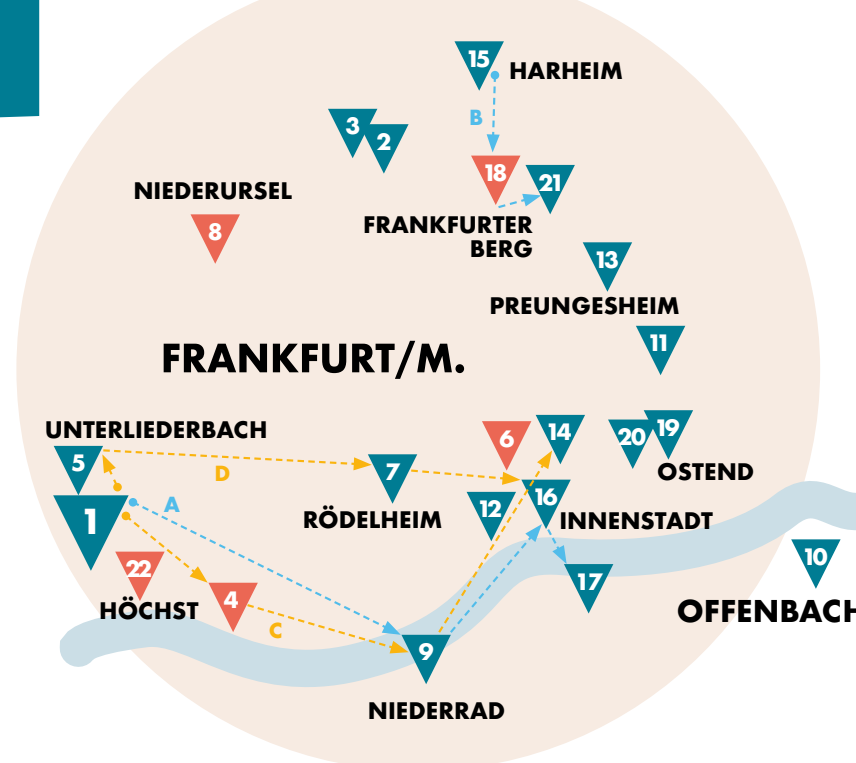 15
HARHEIM
B
3
2
18
21
NIEDERURSEL
8
FRANKFURTER
BERG
13
PREUNGESHEIM
11
FRANKFURT/M.
UNTERLIEDERBACH
5
D
7
6
14
20
19
OSTEND
1
A
RÖDELHEIM
12
16
INNENSTADT
22
HÖCHST
4
C
9
17
10
OFFENBACH
NIEDERRAD